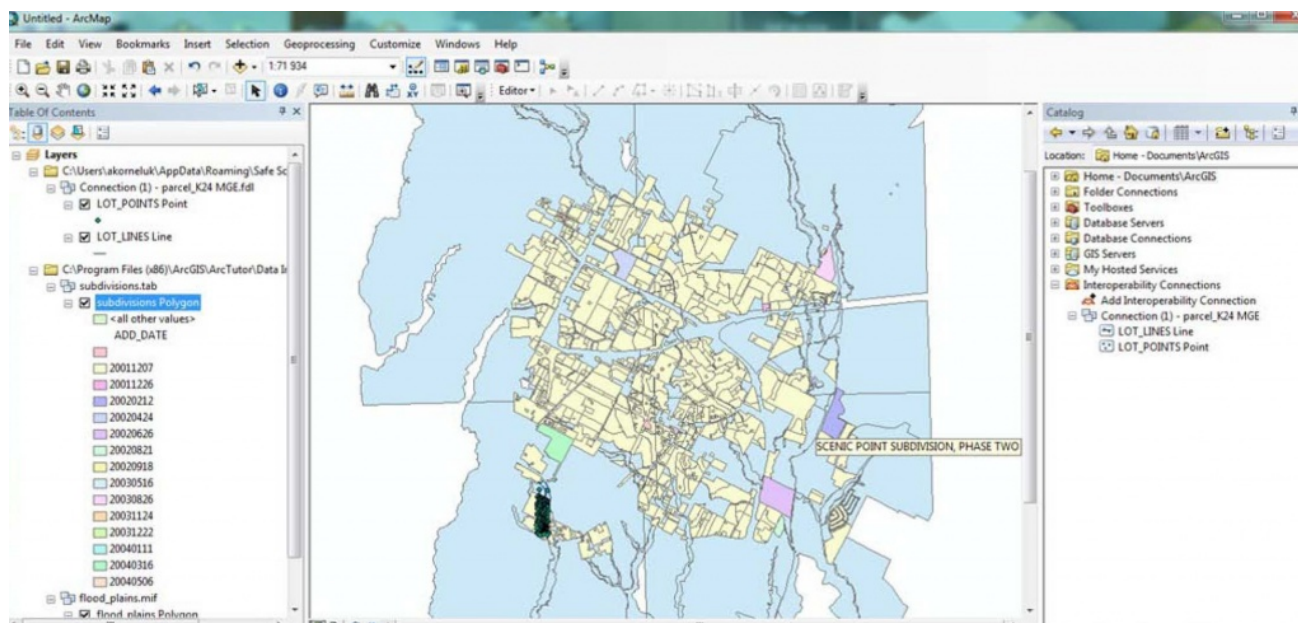 Untitled - ArcMap
File Edit View Bookmarks Insert Selection Geoprocessing Customize Windows Help
1:71 934
Editor
Table Of Contents
Layers
C:\Users\akorneluk\AppData\Roaming\Safe Sc
Connection (1) - parcel_K24 MGE.fdl
LOT_POINTS Point
LOT_LINES Line
C:\Program Files (x86)\ArcGIS\ArcTutor\Data In
subdivisions.tab
subdivisions Polygon
<all other values>
ADD_DATE
20011207
20011226
20020212
20020424
20020626
20020821
20020918
20030516
20030826
20031124
20031222
20040111
20040316
20040506
flood_plains.mif
flood_plains Polygon
SCENIC POINT SUBDIVISION, PHASE TWO
Catalog
Location: Home - Documents\ArcGIS
Home - Documents\ArcGIS
Folder Connections
Toolboxes
Database Servers
Database Connections
GIS Servers
My Hosted Services
Interoperability Connections
Add Interoperability Connection
Connection (1) - parcel_K24 MGE
LOT_LINES Line
LOT_POINTS Point